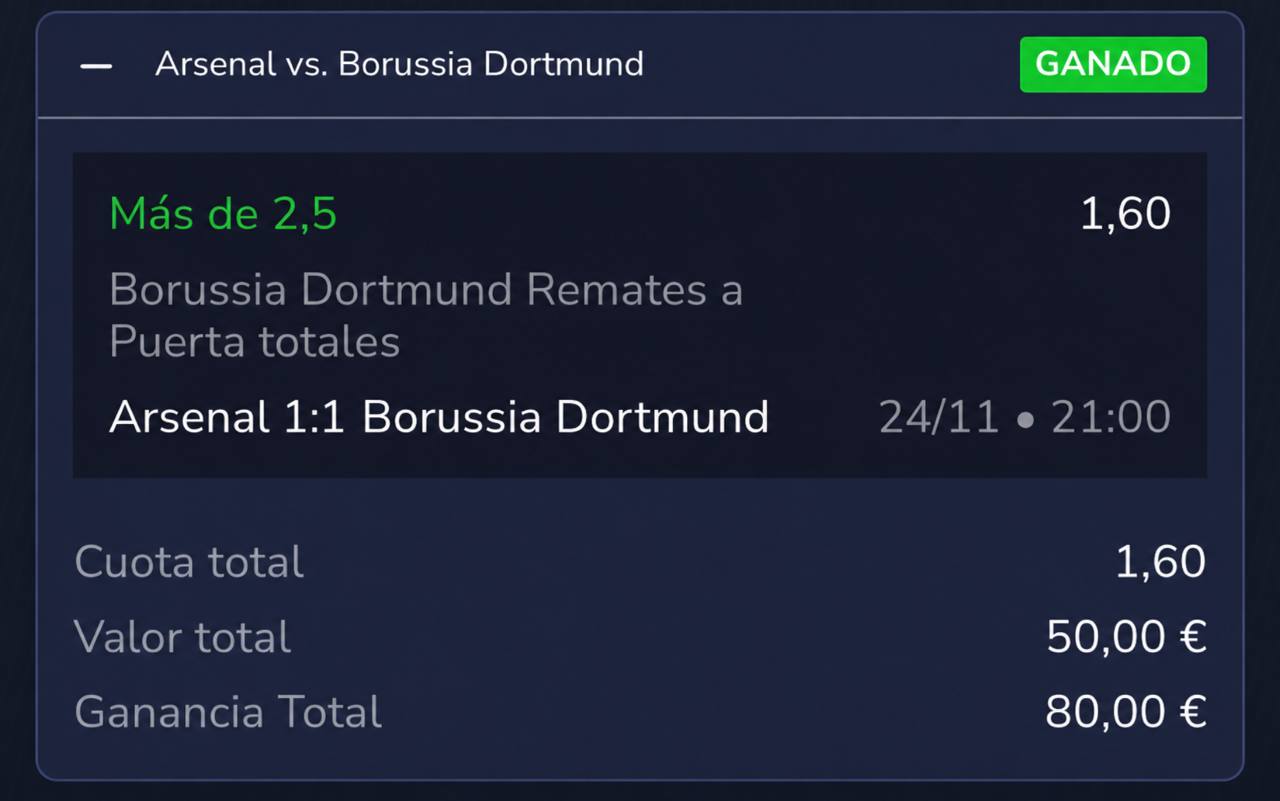 Arsenal vs. Borussia Dortmund GANADO
Más de 2,5 1,60
Borussia Dortmund Remates a
Puerta totales
Arsenal 1:1 Borussia Dortmund 24/11 • 21:00
Cuota total 1,60
Valor total 50,00 €
Ganancia Total 80,00 €